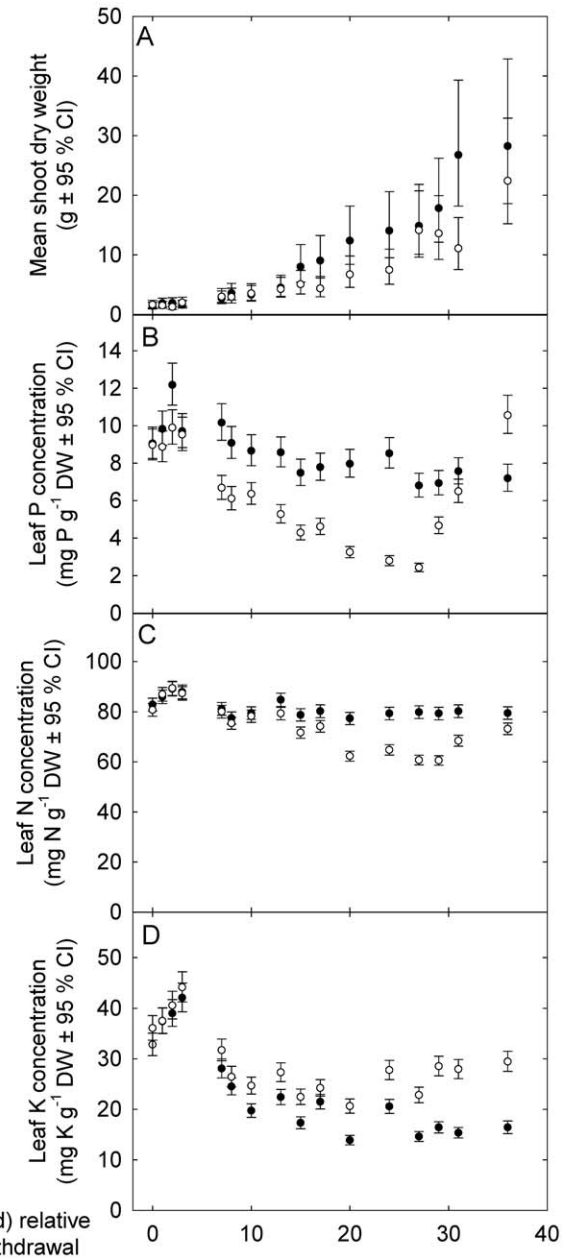 A
50
40
30
20
10
0
Mean shoot dry weight
(g ± 95 % CI)
B
14
12
10
8
6
4
2
0
Leaf P concentration
(mg P g⁻¹ DW ± 95 % CI)
C
100
80
60
40
20
0
Leaf N concentration
(mg N g⁻¹ DW ± 95 % CI)
D
50
40
30
20
10
0
Leaf K concentration
(mg K g⁻¹ DW ± 95 % CI)
0 10 20 30 40
d) relative
thdrawal